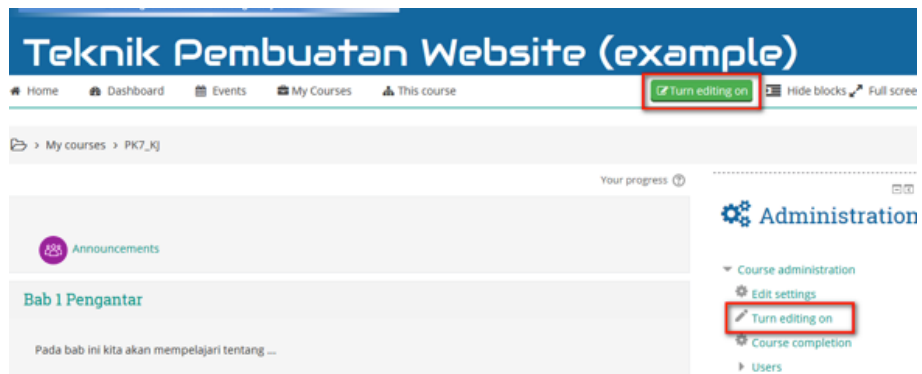 Teknik Pembuatan Website (example)
Home Dashboard Events My Courses This course Turn editing on Hide blocks Full scree
> My courses > PK7_KJ
Your progress
Administration
Announcements
Course administration
Edit settings
Bab 1 Pengantar
Turn editing on
Course completion
Pada bab ini kita akan mempelajari tentang ...
Users